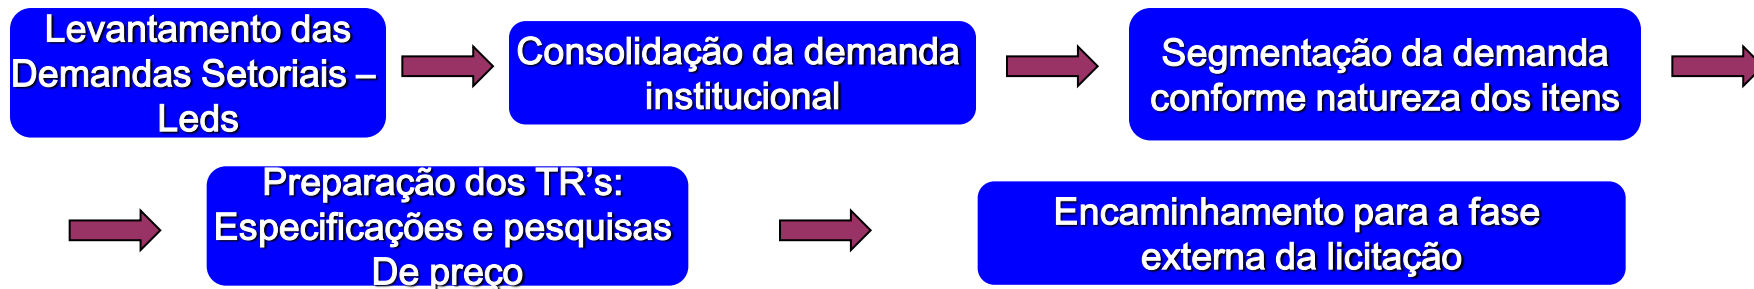 Levantamento das
Demandas Setoriais –
Leds
Consolidação da demanda
institucional
Segmentação da demanda
conforme natureza dos itens
Preparação dos TR’s:
Especificações e pesquisas
De preço
Encaminhamento para a fase
externa da licitação